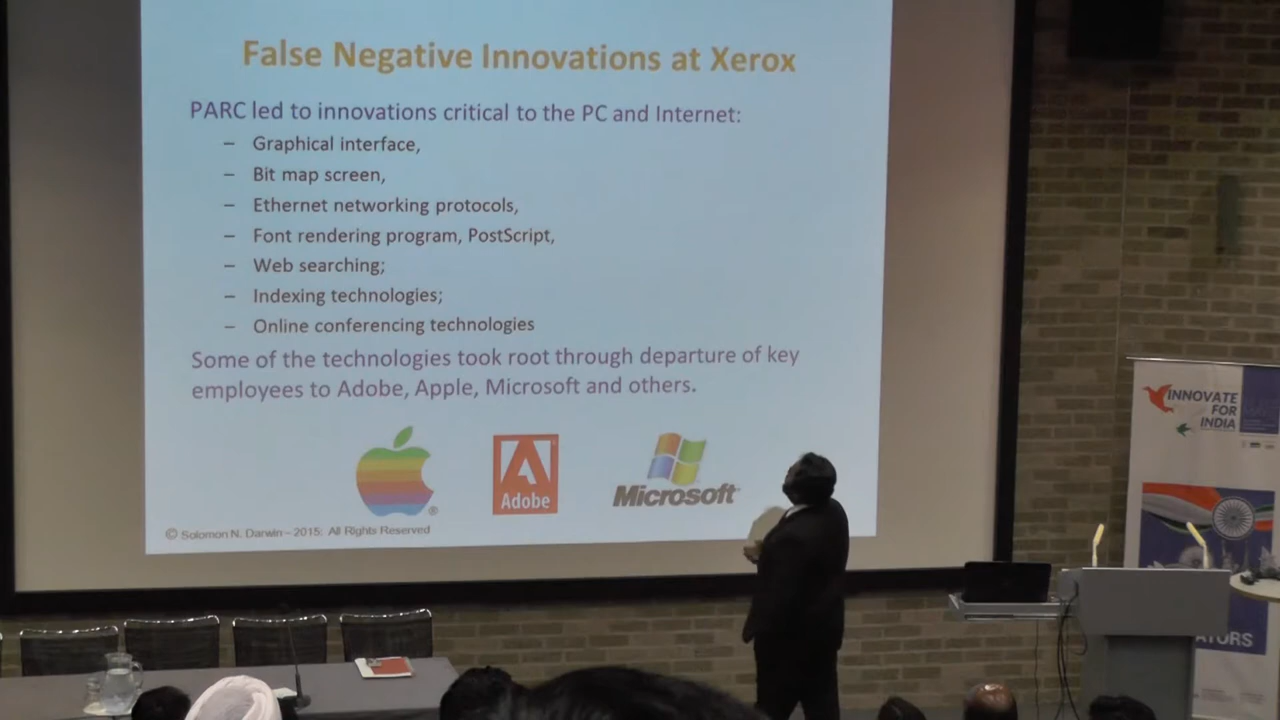 False Negative Innovations at Xerox
PARC led to innovations critical to the PC and Internet:
– Graphical interface,
– Bit map screen,
– Ethernet networking protocols,
– Font rendering program, PostScript,
– Web searching;
– Indexing technologies;
– Online conferencing technologies
Some of the technologies took root through departure of key
employees to Adobe, Apple, Microsoft and others.
®
Adobe
Microsoft
© Solomon N. Darwin – 2015: All Rights Reserved
INNOVATE
FOR
INDIA
ATORS